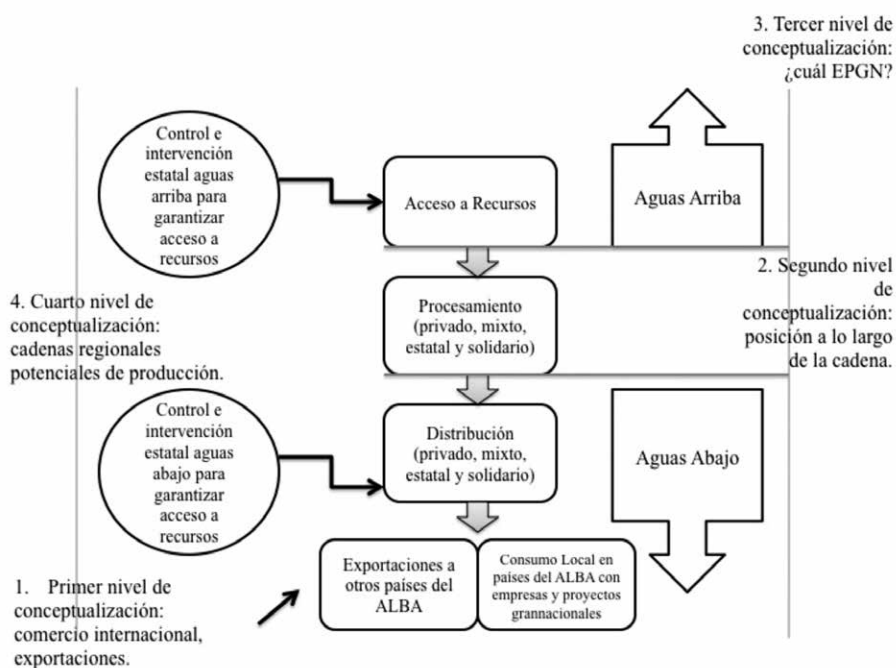 3. Tercer nivel de
conceptualización:
¿cuál EPGN?
Control e
intervención
estatal aguas
arriba para
garantizar
acceso a
recursos
Acceso a Recursos
Aguas Arriba
2. Segundo nivel
de
conceptualización:
posición a lo largo
de la cadena.
Procesamiento
(privado, mixto,
estatal y solidario)
4. Cuarto nivel de
conceptualización:
cadenas regionales
potenciales de producción.
Control e
intervención
estatal aguas
abajo para
garantizar
acceso a
recursos
Distribución
(privado, mixto,
estatal y solidario)
Aguas Abajo
Exportaciones a
otros países del
ALBA
Consumo Local en
países del ALBA con
empresas y proyectos
grannacionales
1. Primer nivel de
conceptualización:
comercio internacional,
exportaciones.